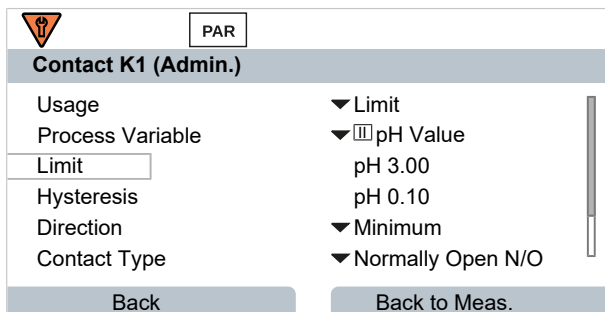 PAR
Contact K1 (Admin.)
Usage Limit
Process Variable II pH Value
Limit pH 3.00
Hysteresis pH 0.10
Direction Minimum
Contact Type Normally Open N/O
Back Back to Meas.